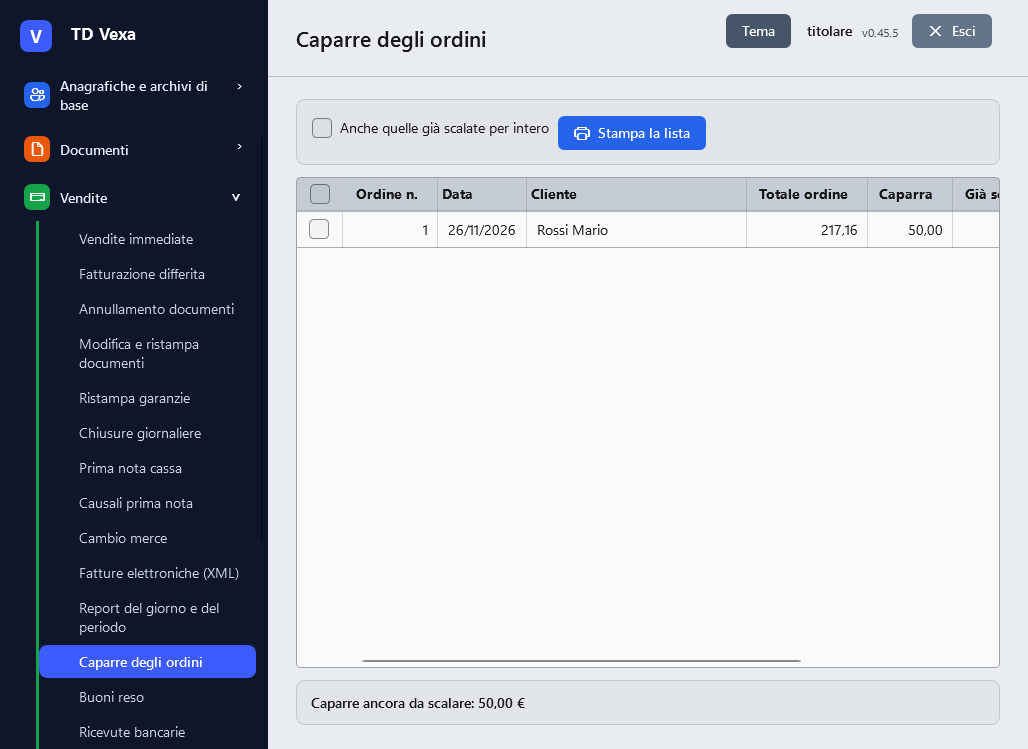 V
TD Vexa
Anagrafiche e archivi di
base
Documenti
Vendite
Vendite immediate
Fatturazione differita
Annullamento documenti
Modifica e ristampa
documenti
Ristampa garanzie
Chiusure giornaliere
Prima nota cassa
Causali prima nota
Cambio merce
Fatture elettroniche (XML)
Report del giorno e del
periodo
Caparre degli ordini
Buoni reso
Ricevute bancarie
Caparre degli ordini
Tema titolare v0.45.5 Esci
Anche quelle già scalate per intero Stampa la lista
Ordine n. Data Cliente Totale ordine Caparra Già
1 26/11/2026 Rossi Mario 217,16 50,00
Caparre ancora da scalare: 50,00 €